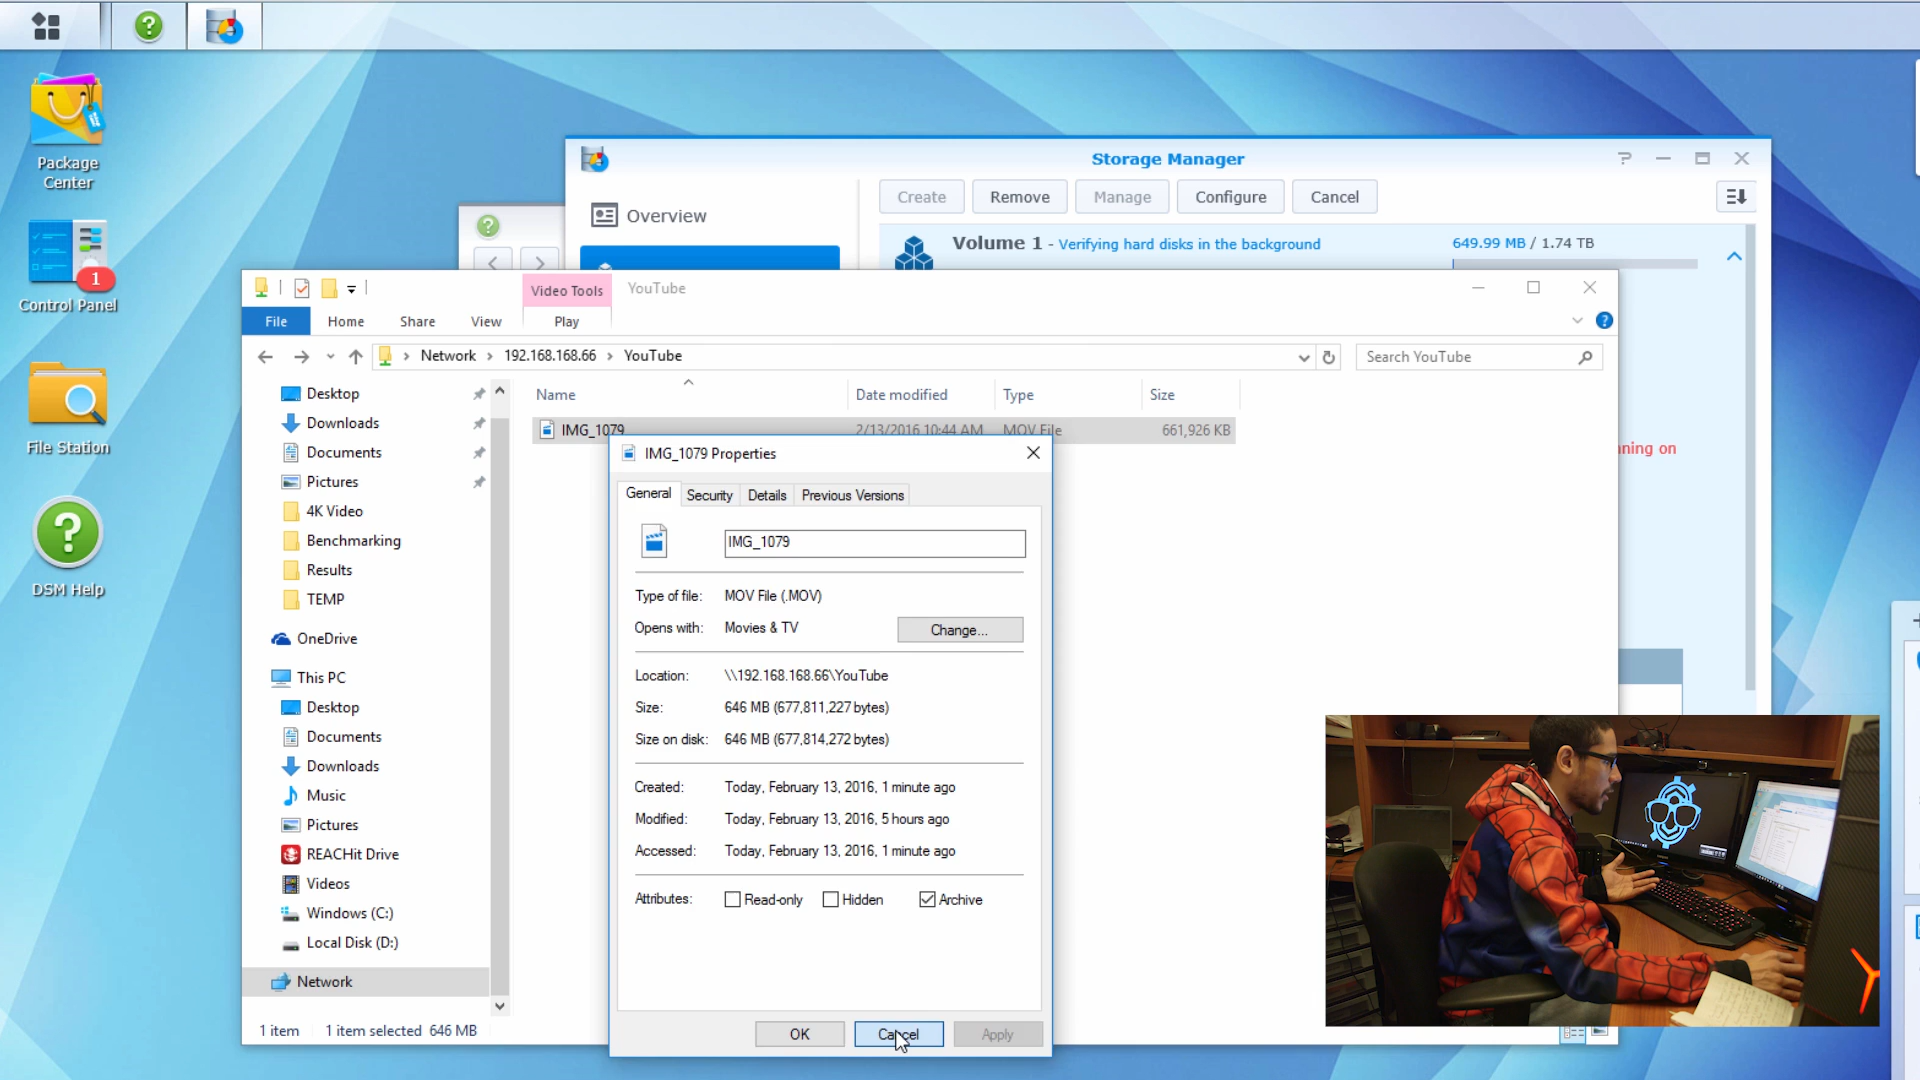 Package
Center
1
Control Panel
File Station
DSM Help
Storage Manager
Overview
Create
Remove
Manage
Configure
Cancel
Volume 1 - Verifying hard disks in the background
649.99 MB / 1.74 TB
Video Tools
YouTube
File
Home
Share
View
Play
Network
192.168.168.66
YouTube
Search YouTube
Name
Date modified
Type
Size
IMG_1079
2/13/2016 10:44 AM
MOV File
661,926 KB
Desktop
Downloads
Documents
Pictures
4K Video
Benchmarking
Results
TEMP
OneDrive
This PC
Desktop
Documents
Downloads
Music
Pictures
REACHit Drive
Videos
Windows (C:)
Local Disk (D:)
Network
1 item
1 item selected 646 MB
ning on
IMG_1079 Properties
General
Security
Details
Previous Versions
IMG_1079
Type of file: MOV File (.MOV)
Opens with: Movies & TV
Change...
Location: \\192.168.168.66\YouTube
Size: 646 MB (677,811,227 bytes)
Size on disk: 646 MB (677,814,272 bytes)
Created: Today, February 13, 2016, 1 minute ago
Modified: Today, February 13, 2016, 5 hours ago
Accessed: Today, February 13, 2016, 1 minute ago
Attributes:
Read-only
Hidden
Archive
OK
Cancel
Apply